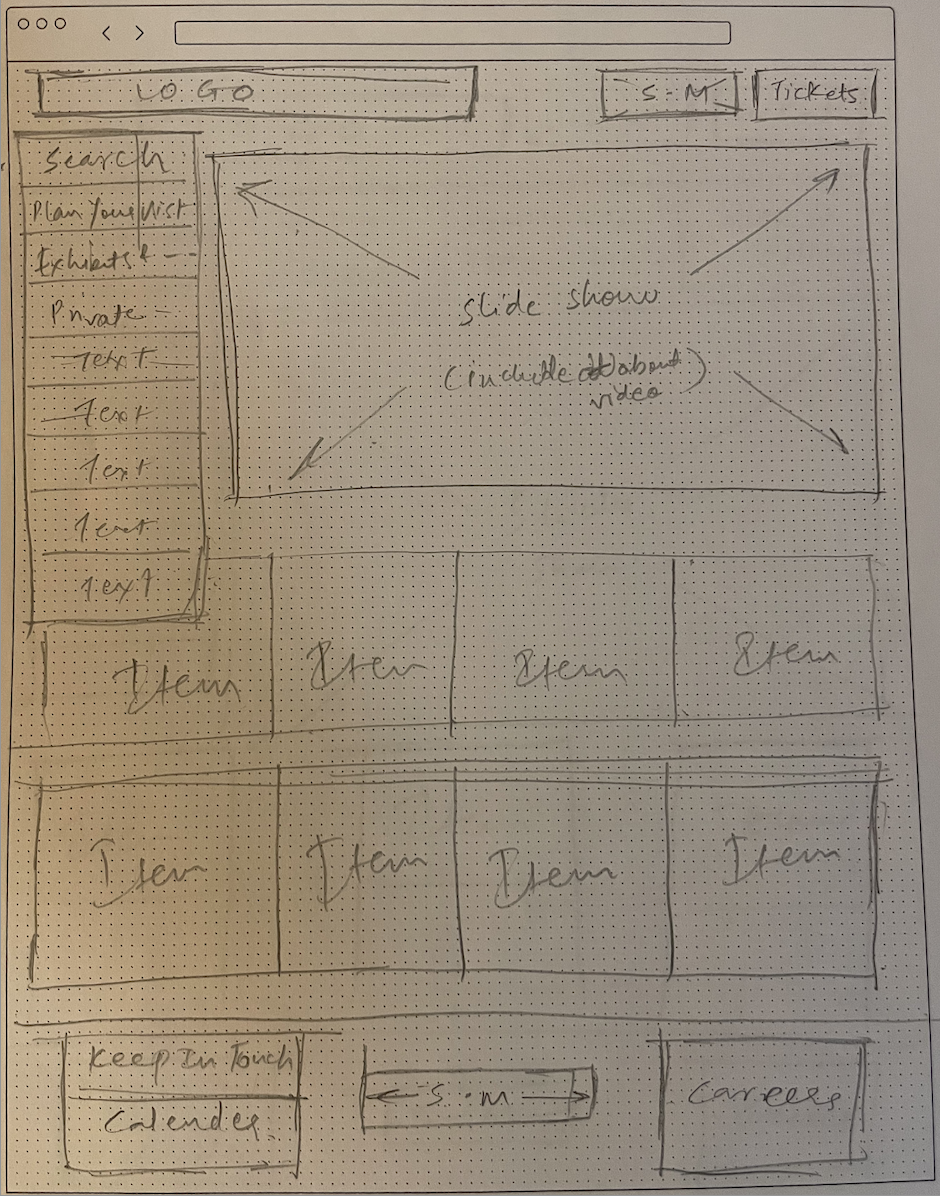 LOGO
S-M
Tickets
Search
Plan Your Visit
Exhibits & --
Private -
Text
Text
Text
Text
Text
Slide show
(include about
video)
Item
Item
Item
Item
Item
Item
Item
Item
Keep In Touch
Calender
S.M
Careers